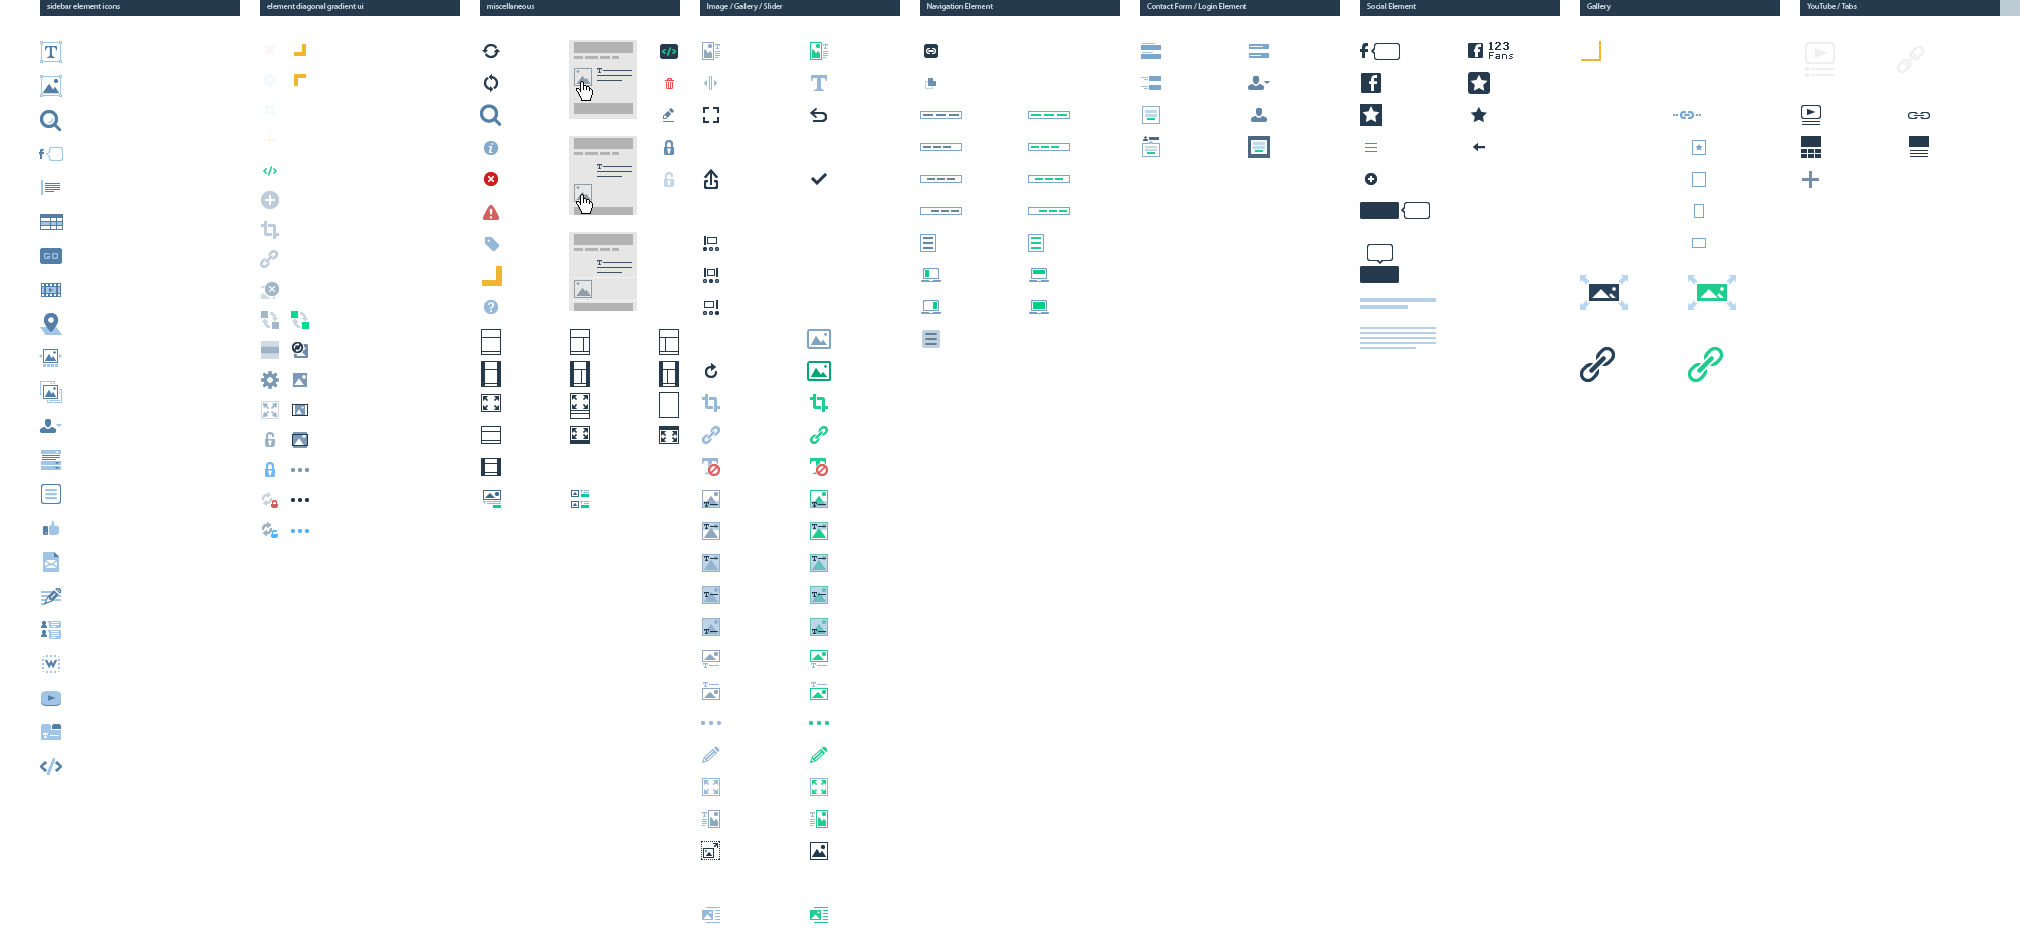 sidebar element icons
element diagonal gradient ui
miscellaneous
Image / Gallery / Slider
Navigation Element
Contact Form / Login Element
Social Element
Gallery
YouTube / Tabs
123
Fans
GO